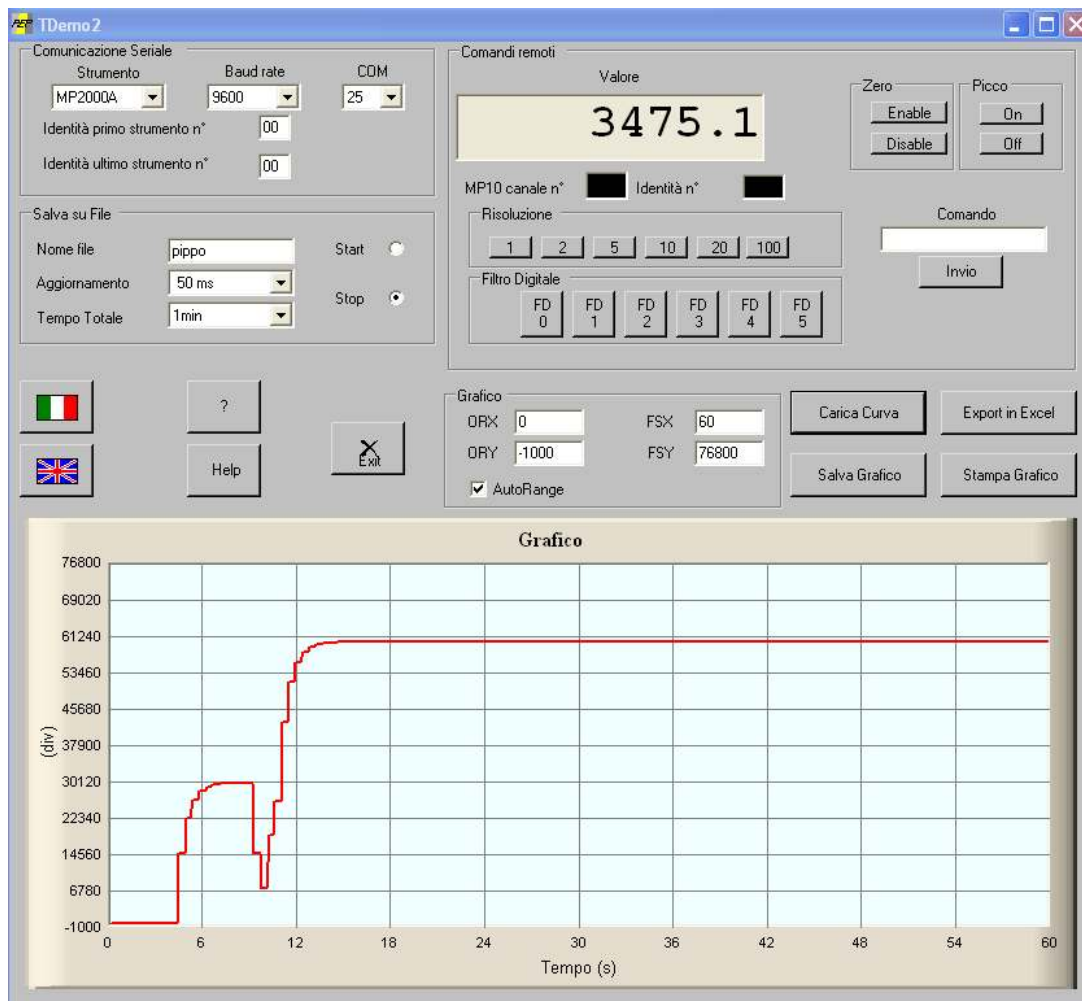 TDemo2
Comunicazione Seriale
Strumento Baud rate COM
MP2000A 9600 25
Identità primo strumento n° 00
Identità ultimo strumento n° 00
Salva su File
Nome file pippo Start
Aggiornamento 50 ms
Stop
Tempo Totale 1min
Comandi remoti
Valore
3475.1
Zero
Enable
Disable
Picco
On
Off
MP10 canale n° Identità n°
Risoluzione
1 2 5 10 20 100
Filtro Digitale
FD 0 FD 1 FD 2 FD 3 FD 4 FD 5
Comando
Invio
?
Help
Exit
Grafico
ORX 0 FSX 60
ORY -1000 FSY 76800
AutoRange
Carica Curva Export in Excel
Salva Grafico Stampa Grafico
Grafico
76800
69020
61240
53460
45680
37900
30120
22340
14560
6780
-1000
(div)
0 6 12 18 24 30 36 42 48 54 60
Tempo (s)